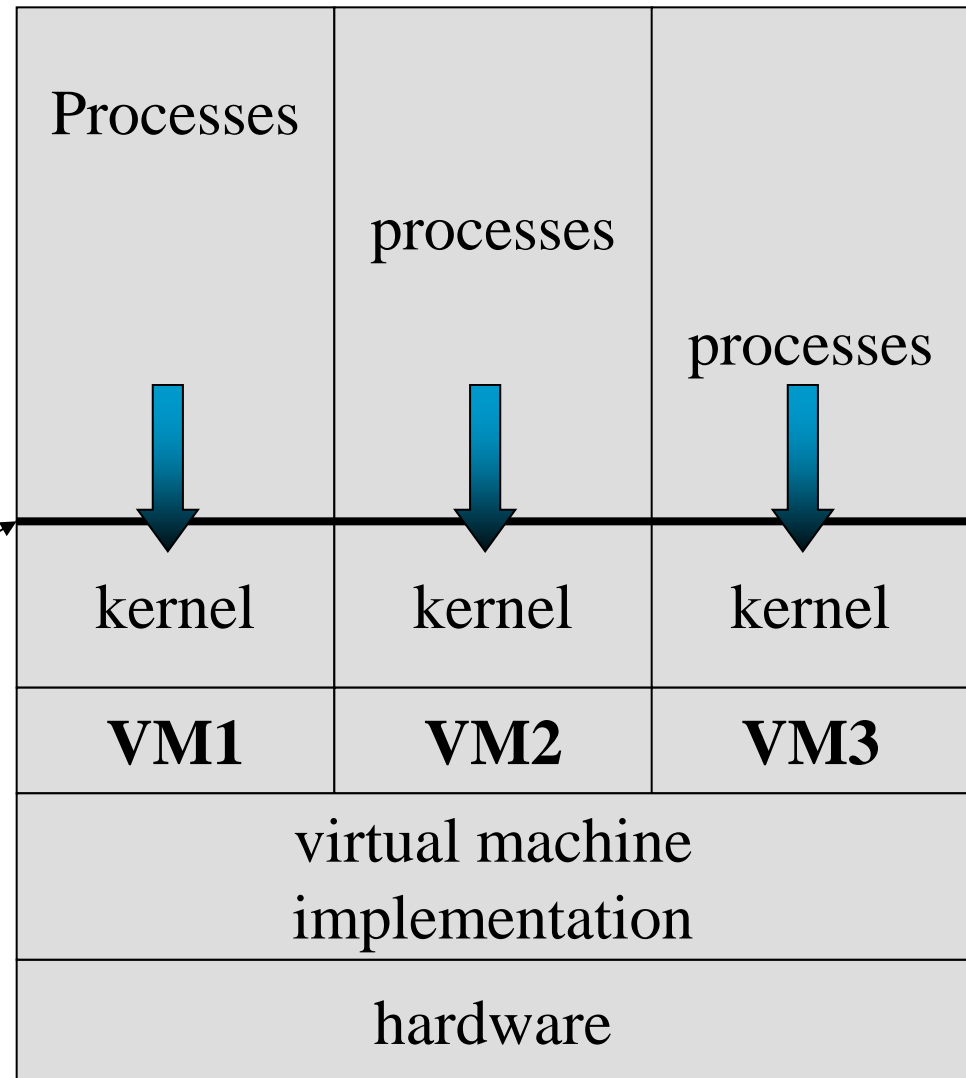 Processes
processes
processes
kernel kernel kernel
VM1 VM2 VM3
virtual machine
implementation
hardware